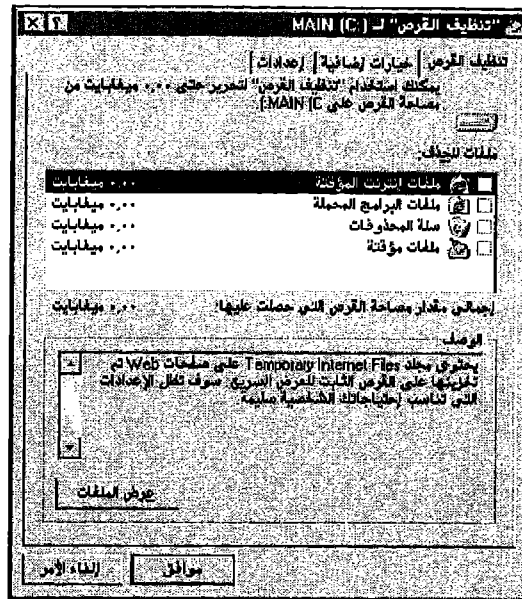 "تنظيف القرص" لـ MAIN (C:)
تنظيف القرص
خيارات إضافية
إعدادات
يمكنك استخدام "تنظيف القرص" لتحرير حتى ٠,٠٠ ميغابايت من
مساحة القرص على MAIN (C:).
ملفات للحذف:
ملفات إنترنت المؤقتة ٠,٠٠ ميغابايت
ملفات البرامج المحملة ٠,٠٠ ميغابايت
سلة المحذوفات ٠,٠٠ ميغابايت
ملفات مؤقتة ٠,٠٠ ميغابايت
إجمالي مقدار مساحة القرص التي حصلت عليها: ٠,٠٠ ميغابايت
الوصف
يحتوي مجلد Temporary Internet Files على صفحات Web تم
تخزينها على القرص الثابت للعرض السريع. سوف تظل الإعدادات
التي تناسب إحتياجاتك الشخصية سليمة
عرض الملفات
موافق
إلغاء الأمر